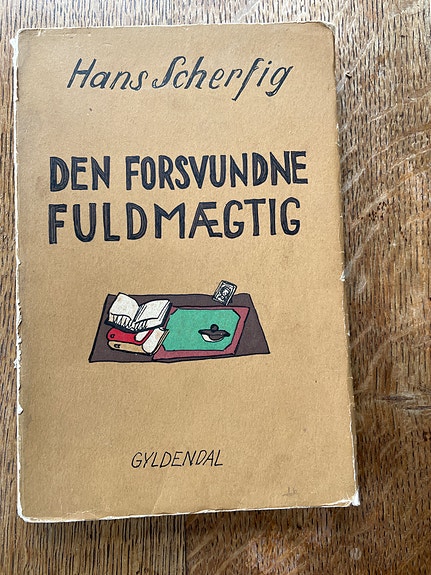 Hans Scherfig
DEN FORSVUNDNE
FULDMÆGTIG
GYLDENDAL